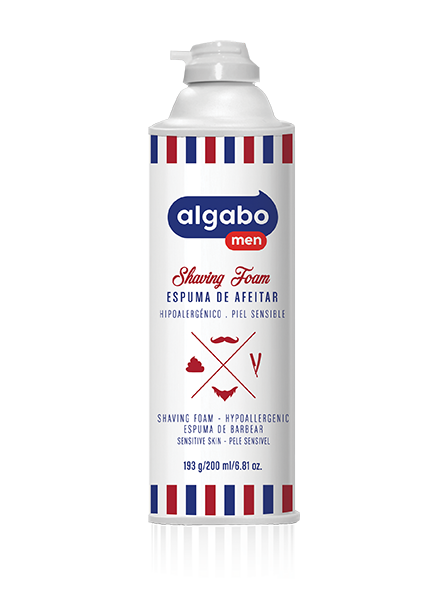 algabo
men
Shaving Foam
ESPUMA DE AFEITAR
HIPOALERGÉNICO . PIEL SENSIBLE
SHAVING FOAM - HYPOALLERGENIC
ESPUMA DE BARBEAR
SENSITIVE SKIN - PELE SENSIVEL
193 g/200 ml/6.81 oz.